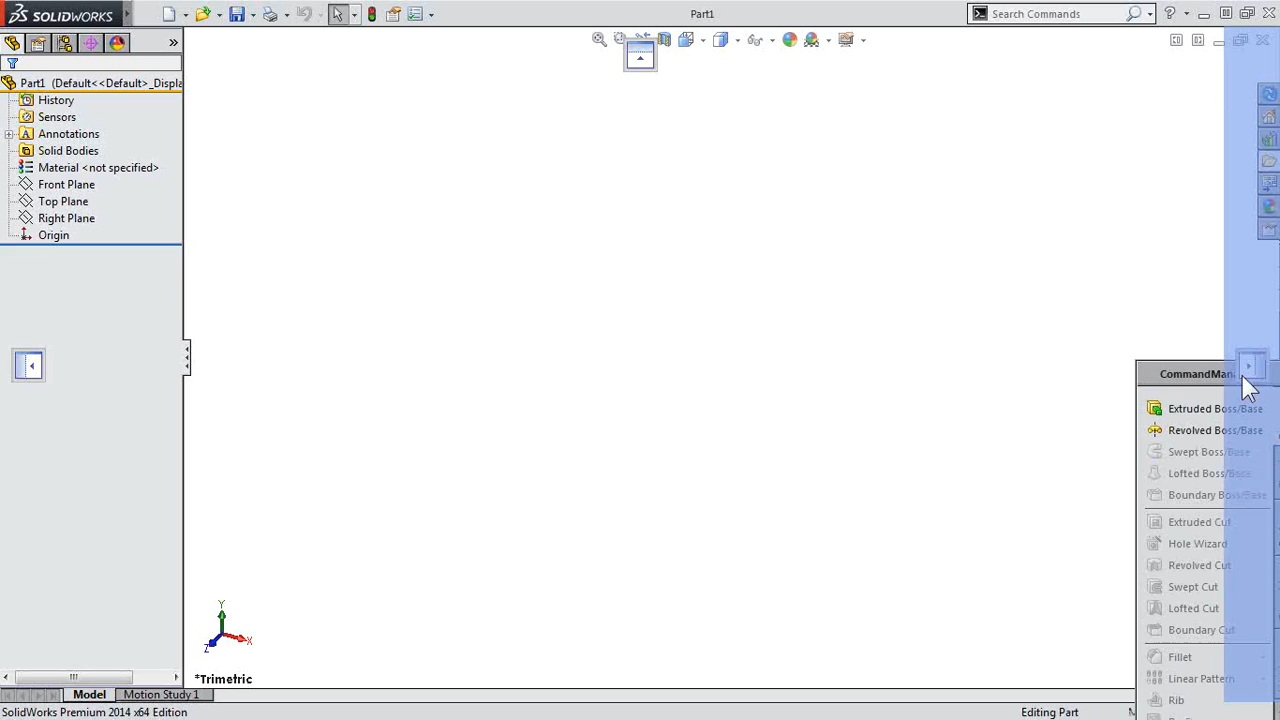 SOLIDWORKS
Part1
Search Commands
Part1 (Default<<Default>_Displa
History
Sensors
Annotations
Solid Bodies
Material <not specified>
Front Plane
Top Plane
Right Plane
Origin
CommandMan
Extruded Boss/Base
Revolved Boss/Base
Swept Boss/Base
Lofted Boss/Base
Boundary Boss/Base
Extruded Cut
Hole Wizard
Revolved Cut
Swept Cut
Lofted Cut
Boundary Cut
Fillet
Linear Pattern
Rib
Y
X
Z
*Trimetric
Model
Motion Study 1
SolidWorks Premium 2014 x64 Edition
Editing Part